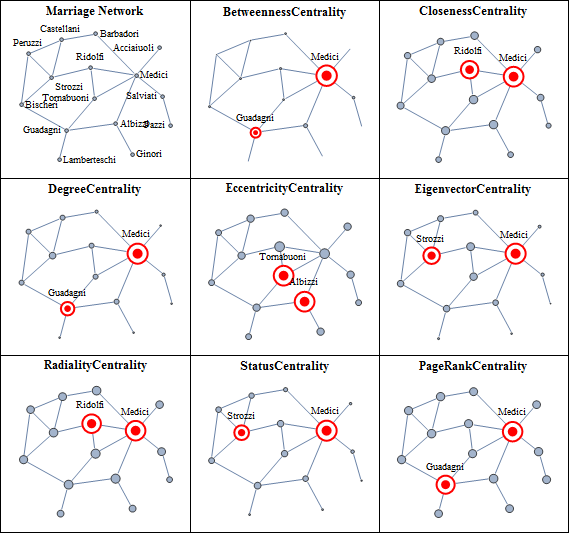 Marriage Network
Castellani
Barbadori
Peruzzi
Acciaiuoli
Ridolfi
Medici
Strozzi
Tornabuoni
Salviati
Bischeri
Guadagni
Albizzi
Pazzi
Lamberteschi
Ginori
BetweennessCentrality
Medici
Guadagni
ClosenessCentrality
Ridolfi
Medici
DegreeCentrality
Medici
Guadagni
EccentricityCentrality
Tornabuoni
Albizzi
EigenvectorCentrality
Strozzi
Medici
RadialityCentrality
Ridolfi
Medici
StatusCentrality
Strozzi
Medici
PageRankCentrality
Medici
Guadagni